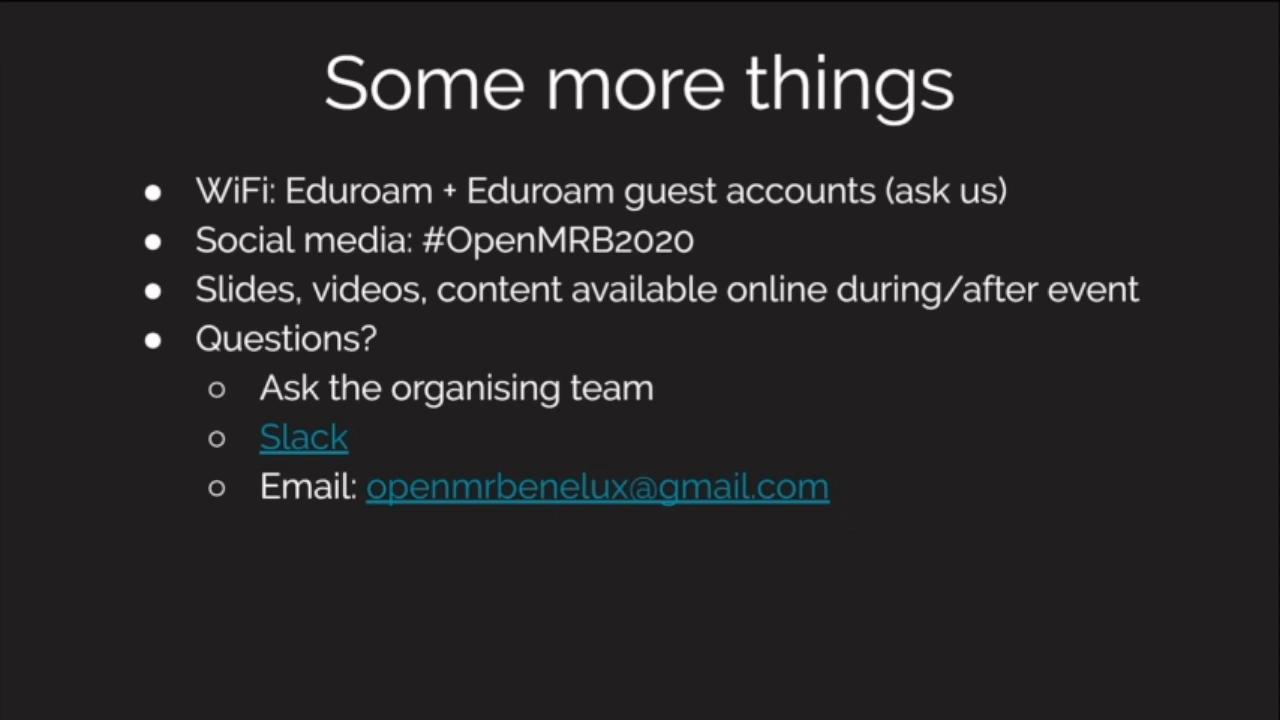 Some more things
● WiFi: Eduroam + Eduroam guest accounts (ask us)
● Social media: #OpenMRB2020
● Slides, videos, content available online during/after event
● Questions?
○ Ask the organising team
○ Slack
○ Email: openmrbenelux@gmail.com